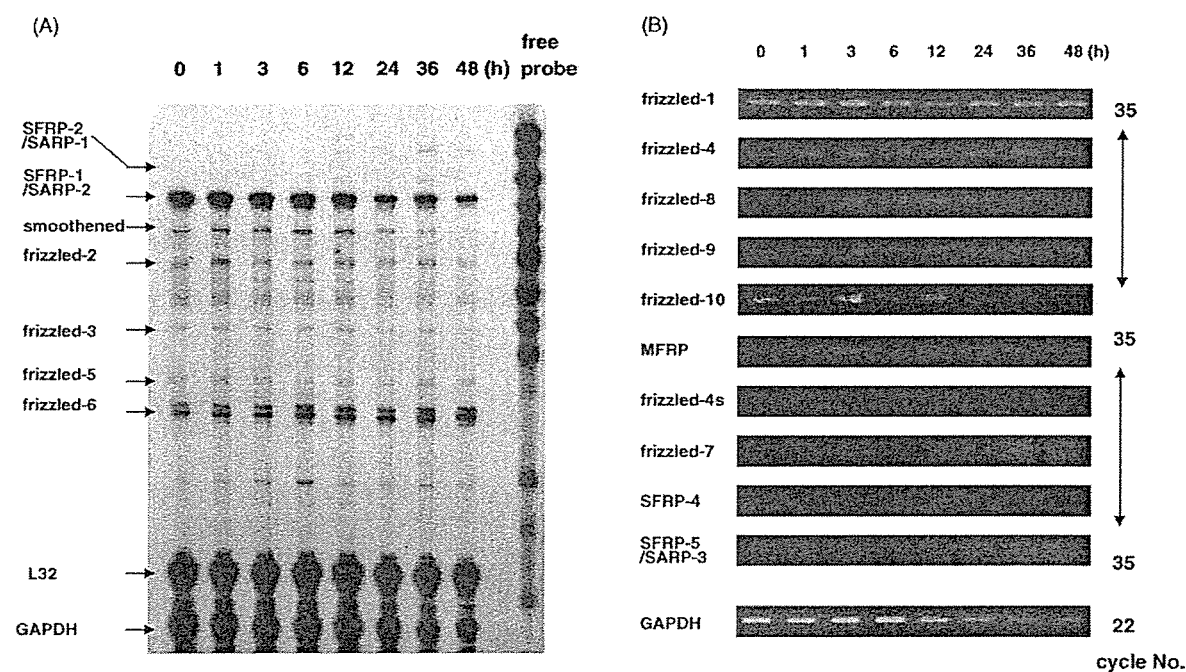 (A)
free
probe
0 1 3 6 12 24 36 48 (h)
SFRP-2
/SARP-1
SFRP-1
/SARP-2
smoothened
frizzled-2
frizzled-3
frizzled-5
frizzled-6
L32
GAPDH
(B)
0 1 3 6 12 24 36 48 (h)
frizzled-1
35
frizzled-4
frizzled-8
frizzled-9
frizzled-10
MFRP
35
frizzled-4s
frizzled-7
SFRP-4
SFRP-5
/SARP-3
35
GAPDH
22
cycle No.